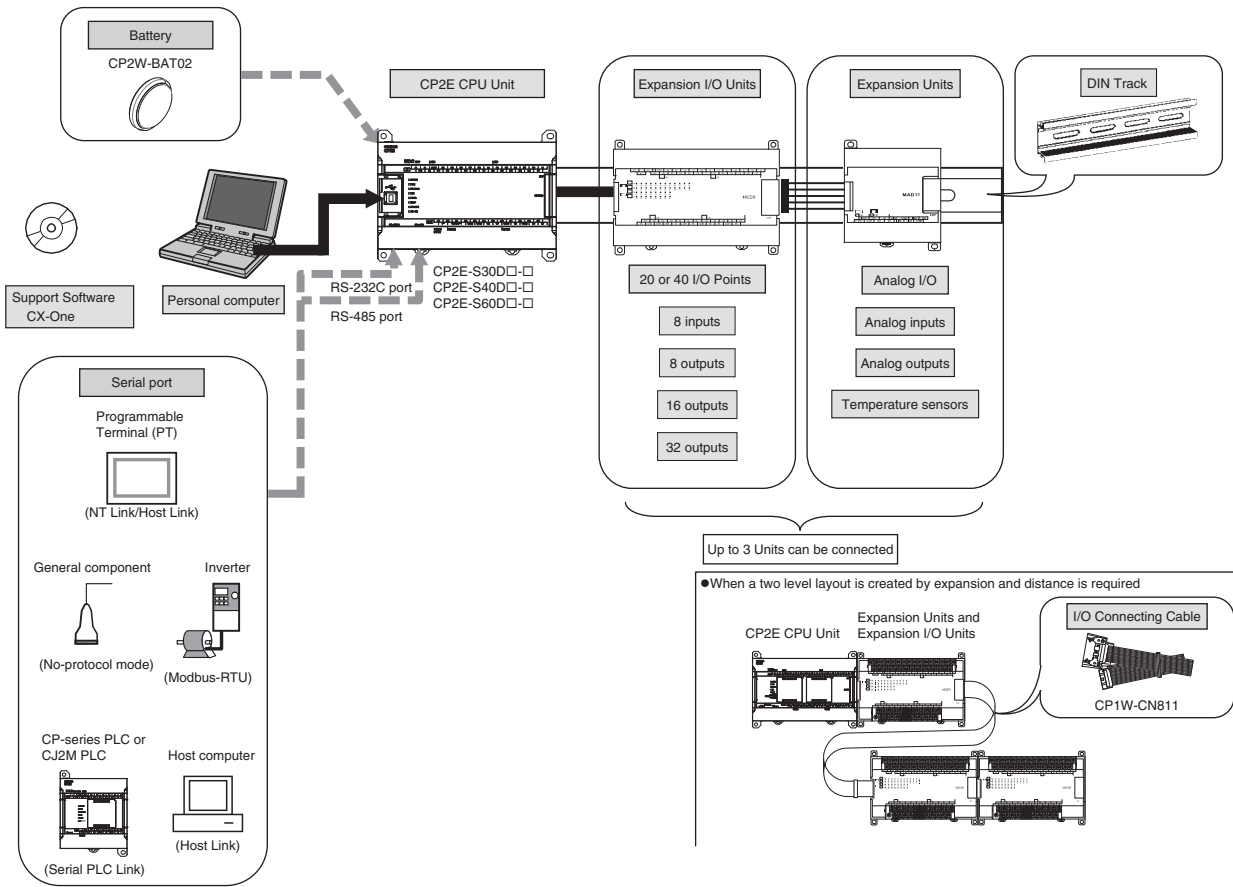 Battery
CP2W-BAT02
CP2E CPU Unit
Expansion I/O Units
Expansion Units
DIN Track
MAD11
Support Software
CX-One
Personal computer
RS-232C port
RS-485 port
CP2E-S30D□-□
CP2E-S40D□-□
CP2E-S60D□-□
20 or 40 I/O Points
8 inputs
8 outputs
16 outputs
32 outputs
Analog I/O
Analog inputs
Analog outputs
Temperature sensors
Up to 3 Units can be connected
Serial port
Programmable
Terminal (PT)
(NT Link/Host Link)
General component
(No-protocol mode)
Inverter
(Modbus-RTU)
CP-series PLC or
CJ2M PLC
(Serial PLC Link)
Host computer
(Host Link)
●When a two level layout is created by expansion and distance is required
CP2E CPU Unit
Expansion Units and
Expansion I/O Units
I/O Connecting Cable
CP1W-CN811